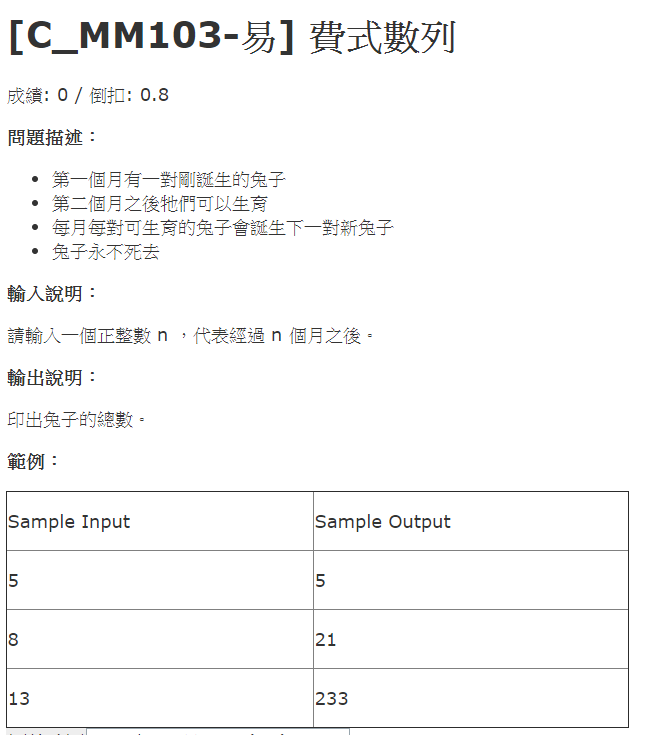 [C_MM103-易] 費式數列
成績: 0 / 倒扣: 0.8
問題描述：
第一個月有一對剛誕生的兔子
第二個月之後牠們可以生育
每月每對可生育的兔子會誕生下一對新兔子
兔子永不死去
輸入說明：
請輸入一個正整數 n ，代表經過 n 個月之後。
輸出說明：
印出兔子的總數。
範例：
Sample Input Sample Output
5 5
8 21
13 233